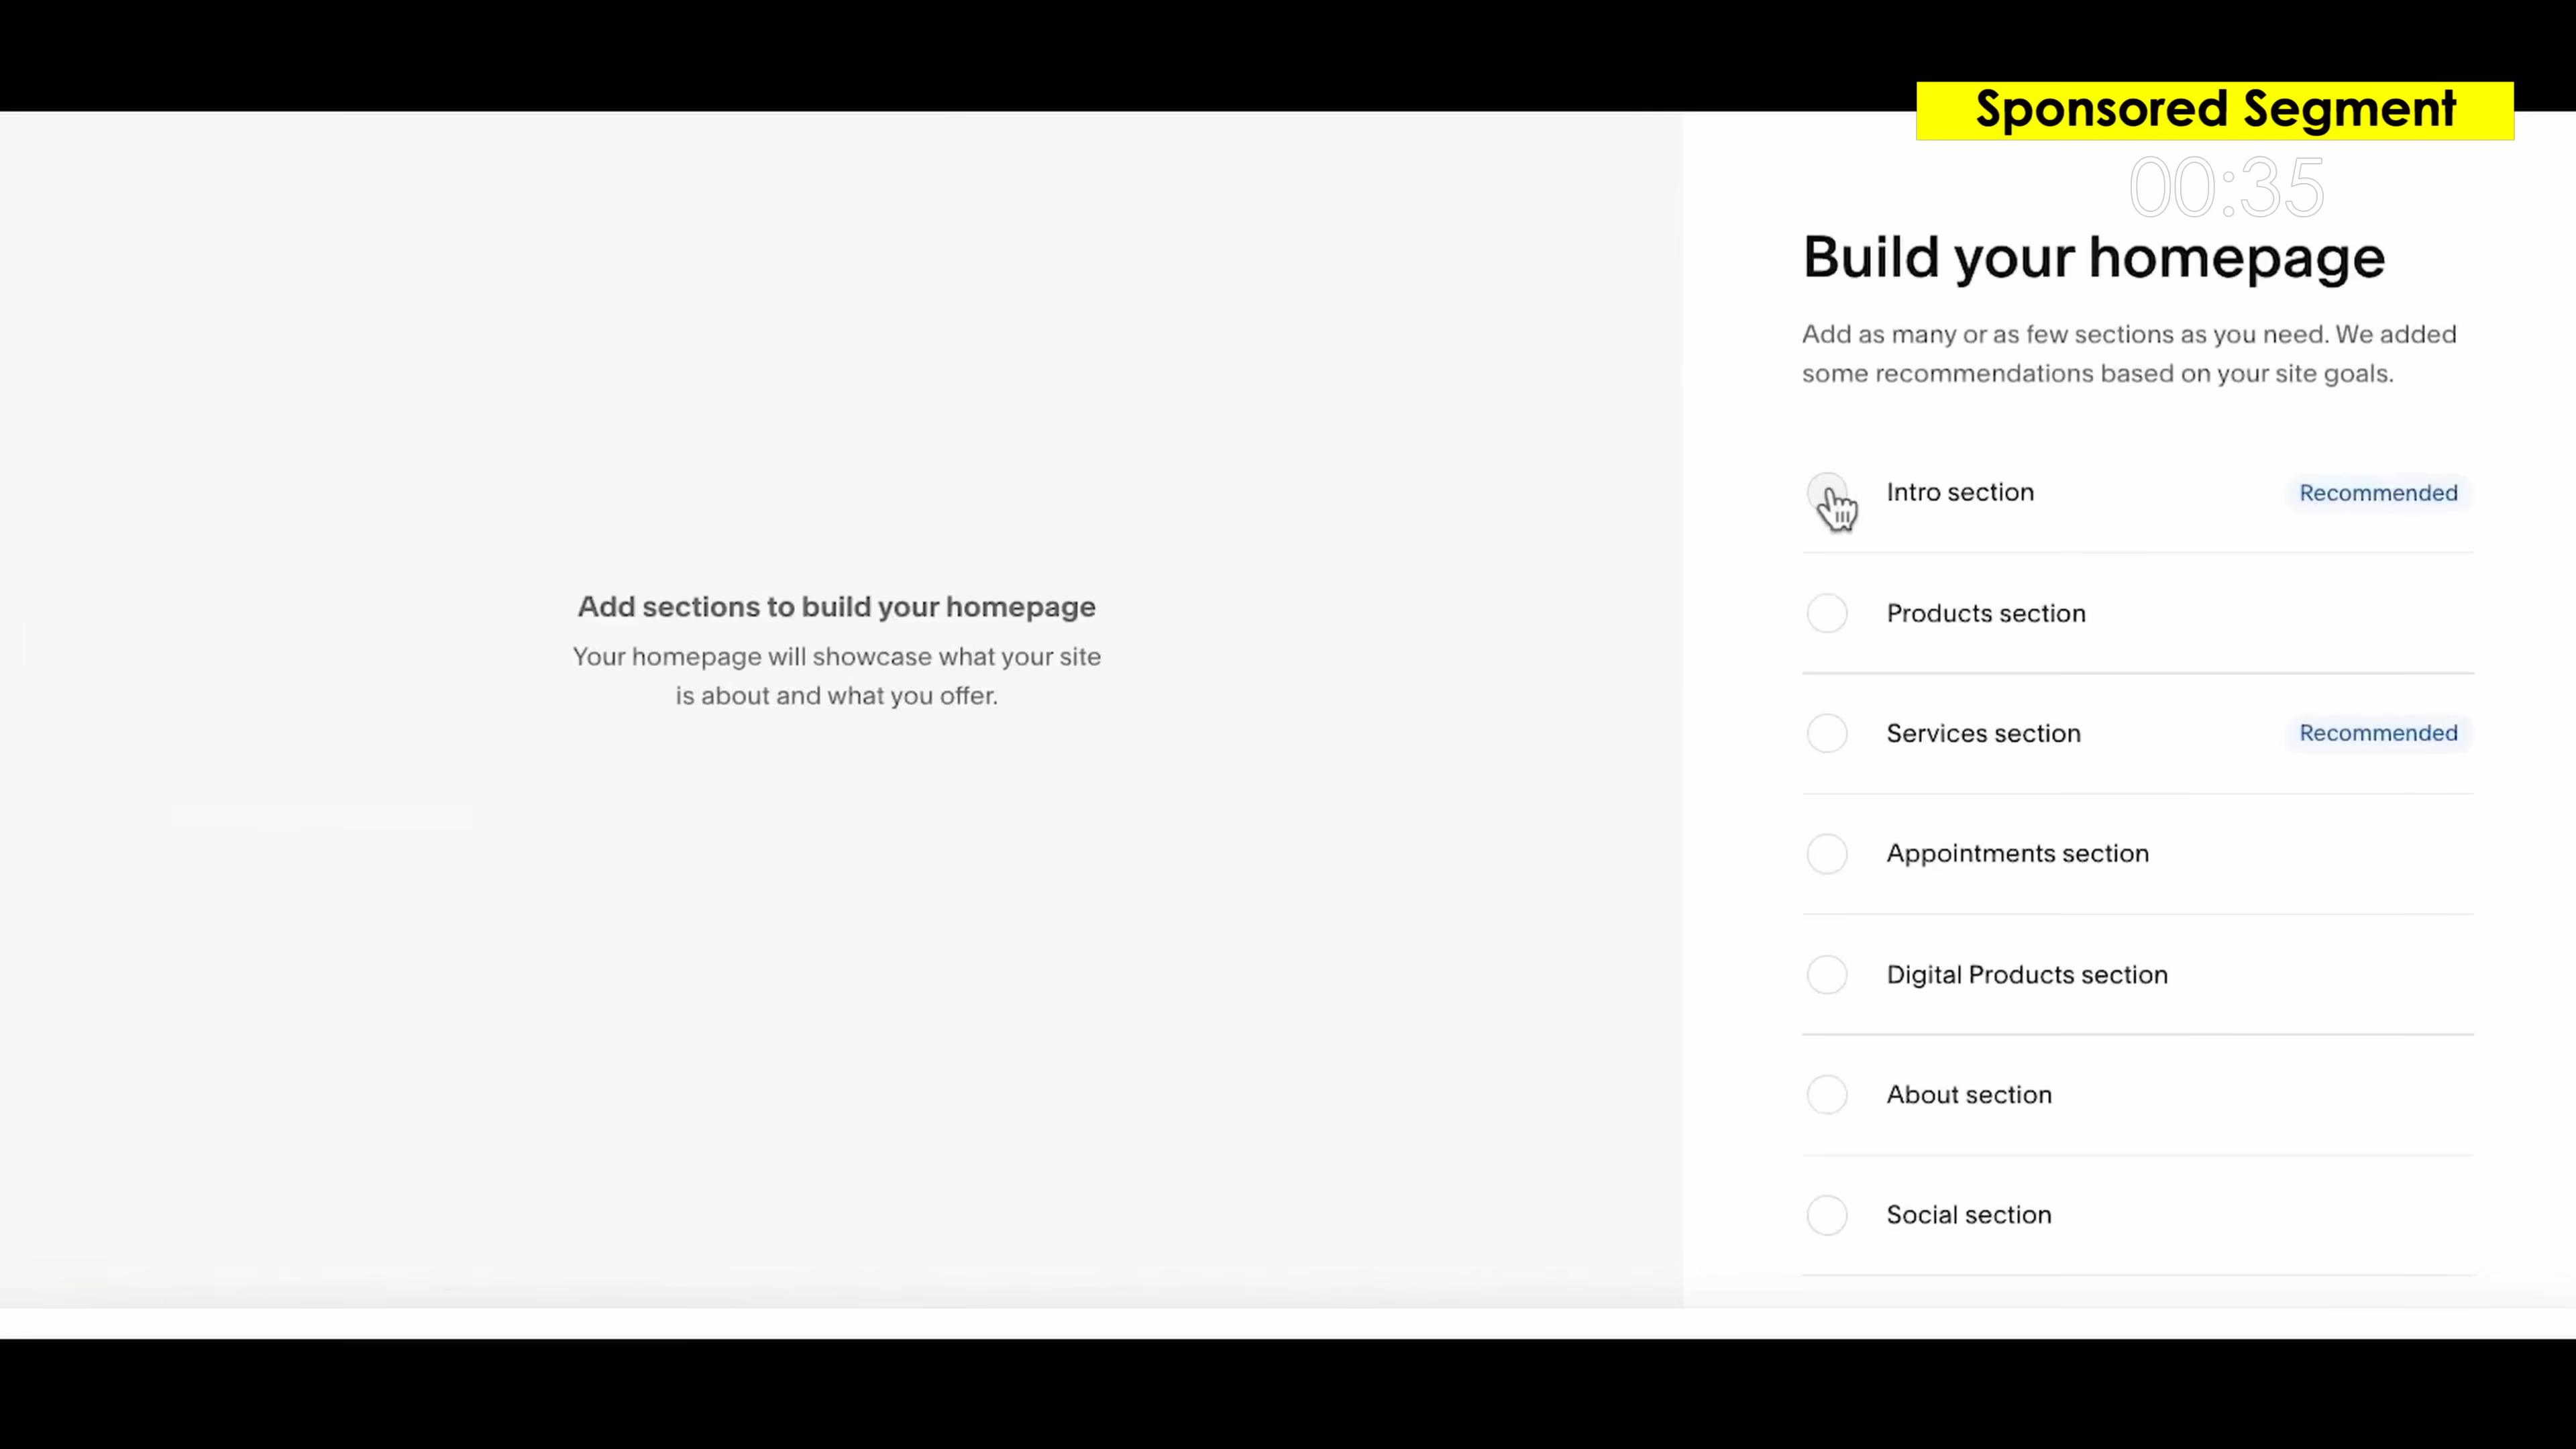 Sponsored Segment
00:35
Build your homepage
Add as many or as few sections as you need. We added
some recommendations based on your site goals.
Intro section Recommended
Products section
Services section Recommended
Appointments section
Digital Products section
About section
Social section
Add sections to build your homepage
Your homepage will showcase what your site
is about and what you offer.